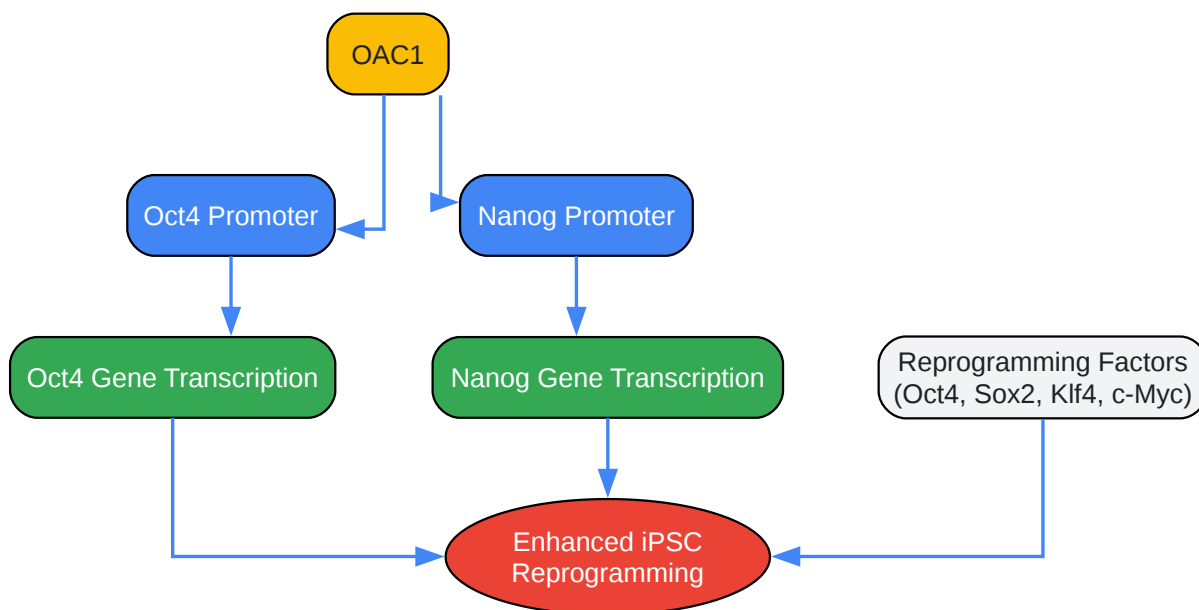 OAC1
Oct4 Promoter
Nanog Promoter
Oct4 Gene Transcription
Nanog Gene Transcription
Reprogramming Factors
(Oct4, Sox2, Klf4, c-Myc)
Enhanced iPSC
Reprogramming